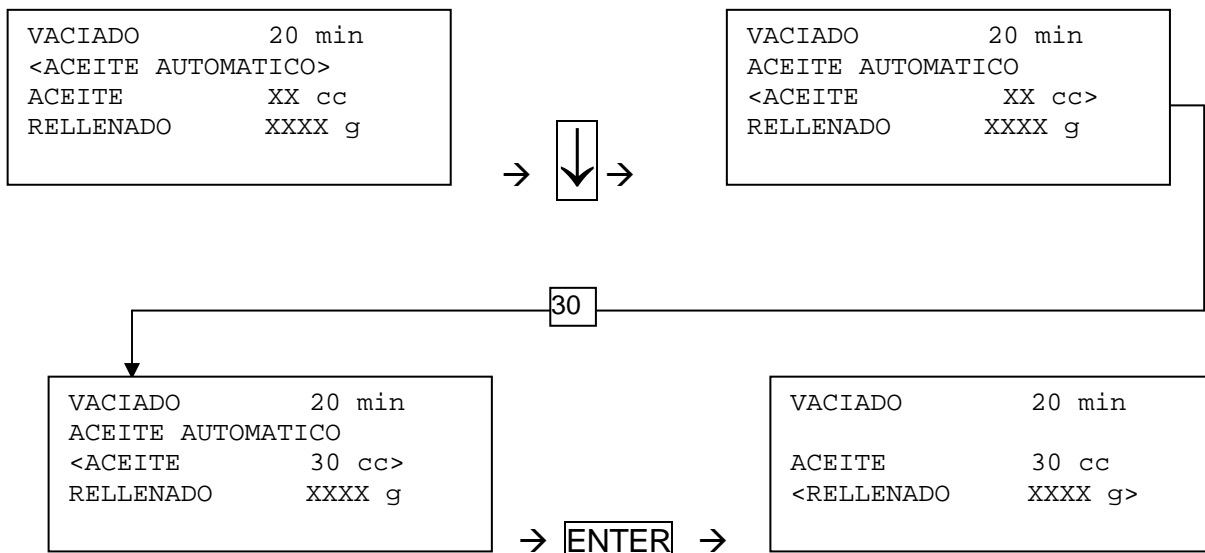 VACIADO 20 min
<ACEITE AUTOMATICO>
ACEITE XX cc
RELLENADO XXXX g
→ ↓ →
VACIADO 20 min
ACEITE AUTOMATICO
<ACEITE XX cc>
RELLENADO XXXX g
30
VACIADO 20 min
ACEITE AUTOMATICO
<ACEITE 30 cc>
RELLENADO XXXX g
→ ENTER →
VACIADO 20 min
ACEITE 30 cc
<RELLENADO XXXX g>